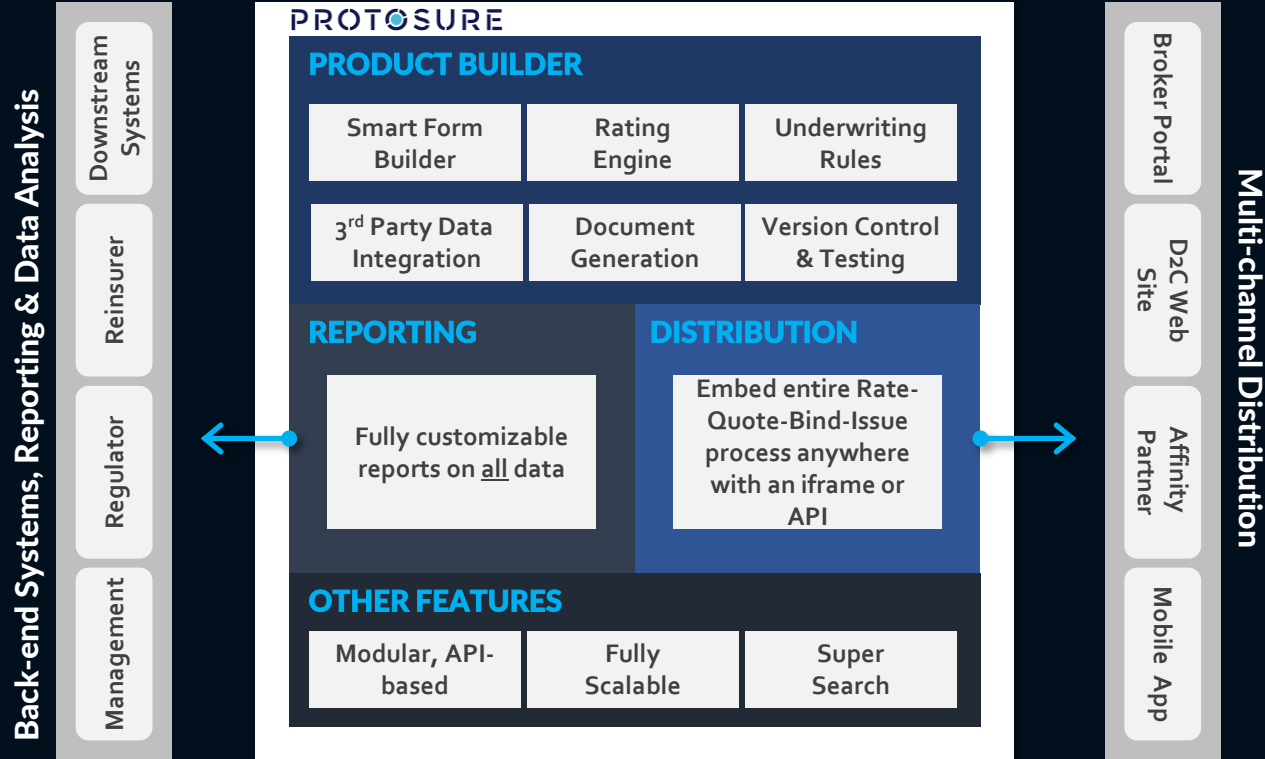 Back-end Systems, Reporting & Data Analysis
Downstream
Systems
Reinsurer
Regulator
Management
PROTOSURE
PRODUCT BUILDER
Smart Form
Builder
Rating
Engine
Underwriting
Rules
3rd Party Data
Integration
Document
Generation
Version Control
& Testing
REPORTING
Fully customizable
reports on all data
DISTRIBUTION
Embed entire Rate-
Quote-Bind-Issue
process anywhere
with an iframe or
API
OTHER FEATURES
Modular, API-
based
Fully
Scalable
Super
Search
Broker Portal
D2C Web
Site
Affinity
Partner
Mobile App
Multi-channel Distribution